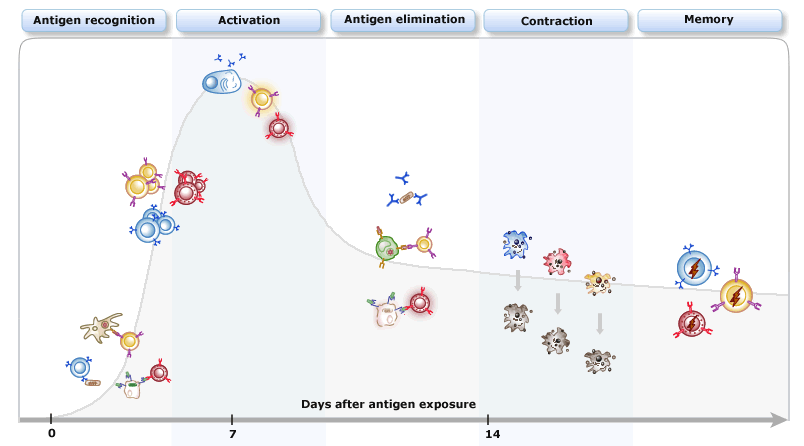 Antigen recognition
Activation
Antigen elimination
Contraction
Memory
Days after antigen exposure
0
7
14